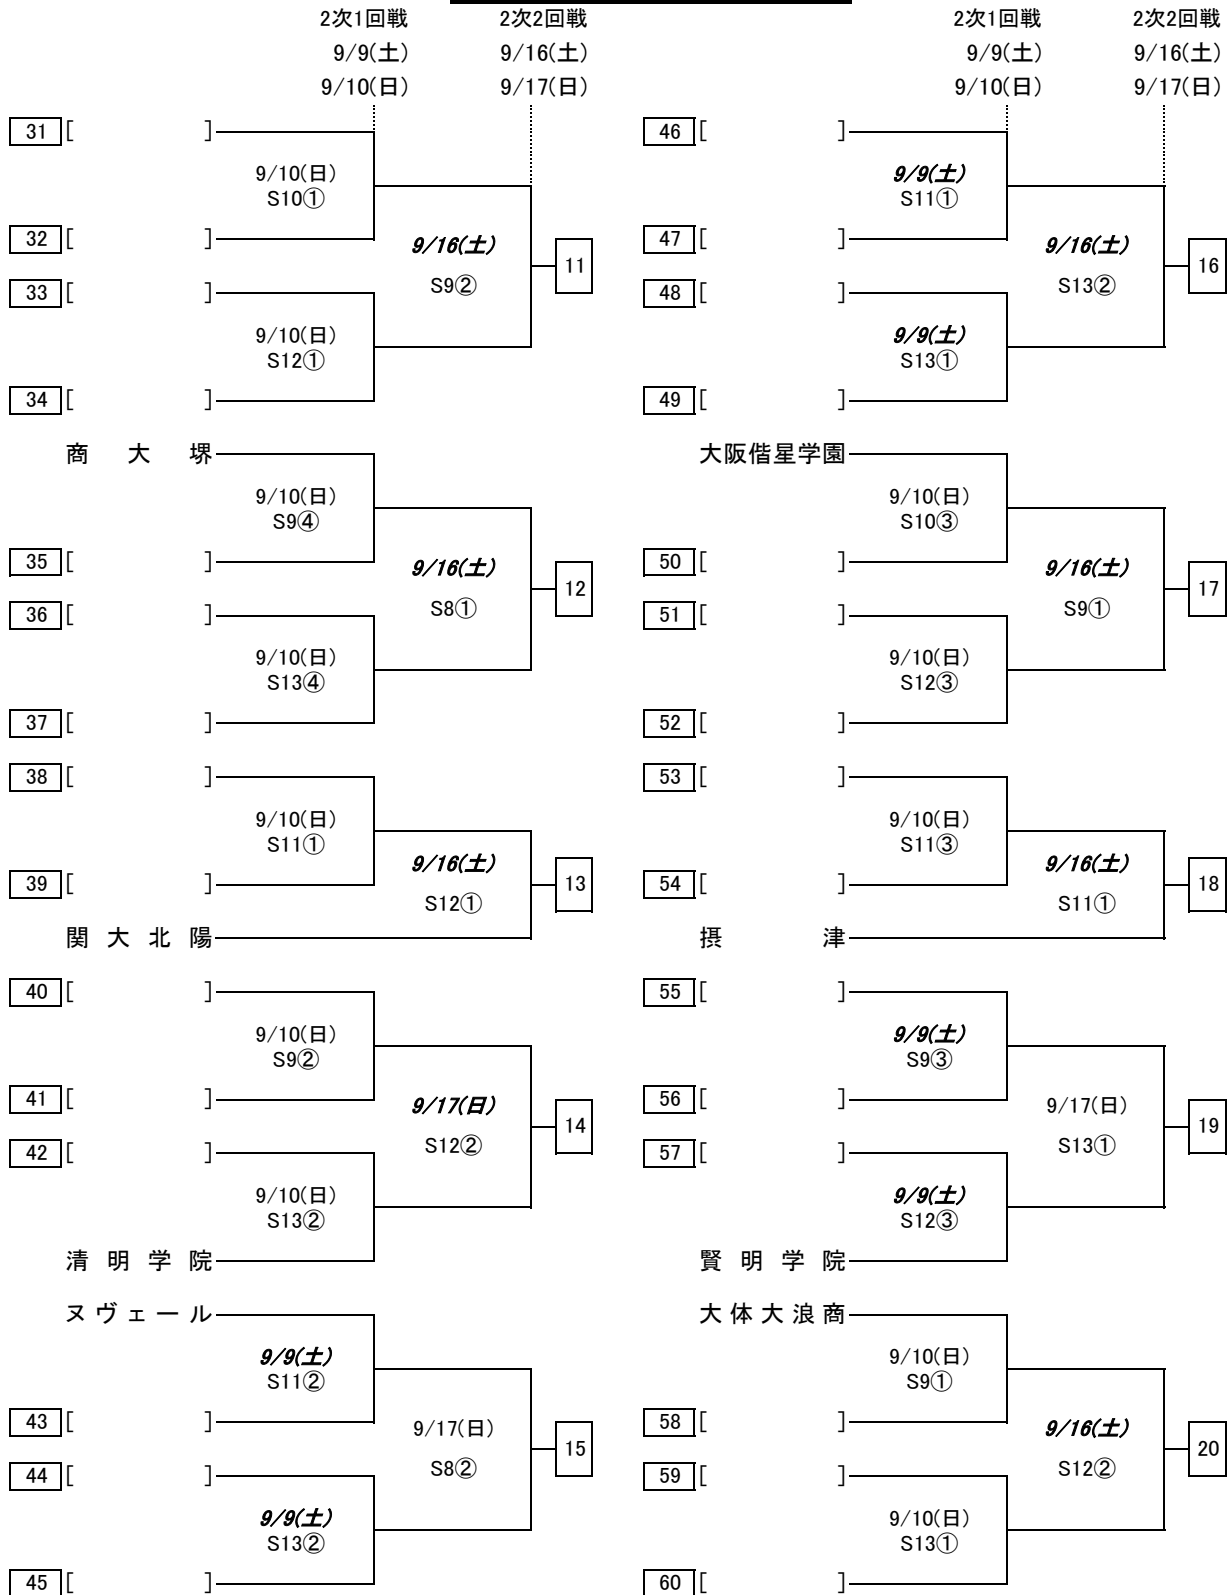 2次1回戦 2次2回戦 2次1回戦 2次2回戦
9/9(土) 9/16(土) 9/9(土) 9/16(土)
9/10(日) 9/17(日) 9/10(日) 9/17(日)
31 [ ] 46 [ ]
9/10(日) 9/9(土)
S10① S11①
32 [ ] 9/16(土) 47 [ ] 9/16(土)
11 16
33 [ ] S9② 48 [ ] S13②
9/10(日) 9/9(土)
S12① S13①
34 [ ] 49 [ ]
商大堺 大阪偕星学園
9/10(日) 9/10(日)
S9④ S10③
35 [ ] 9/16(土) 50 [ ] 9/16(土)
12 17
36 [ ] S8① 51 [ ] S9①
9/10(日) 9/10(日)
S13④ S12③
37 [ ] 52 [ ]
38 [ ] 53 [ ]
9/10(日) 9/10(日)
S11① S11③
9/16(土) 9/16(土)
39 [ ] 13 54 [ ] 18
S12① S11①
関大北陽 摂津
40 [ ] 55 [ ]
9/10(日) 9/9(土)
S9② S9③
41 [ ] 9/17(日) 56 [ ] 9/17(日)
14 19
42 [ ] S12② 57 [ ] S13①
9/10(日) 9/9(土)
S13② S12③
清明学院 賢明学院
ヌヴェール 大体大浪商
9/9(土) 9/10(日)
S11② S9①
43 [ ] 9/17(日) 58 [ ] 9/16(土)
15 20
44 [ ] S8② 59 [ ] S12②
9/9(土) 9/10(日)
S13② S13①
45 [ ] 60 [ ]